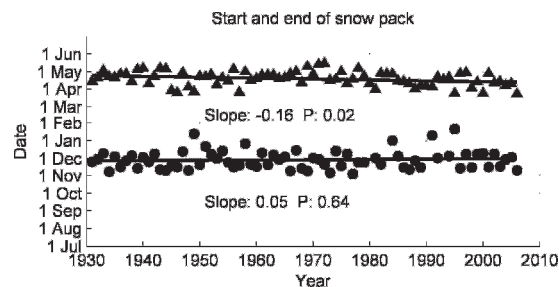 Start and end of snow pack
1 Jun
1 May
1 Apr
1 Mar
1 Feb
1 Jan
1 Dec
1 Nov
1 Oct
1 Sep
1 Aug
1 Jul
Date
Slope: -0.16 P: 0.02
Slope: 0.05 P: 0.64
1930 1940 1950 1960 1970 1980 1990 2000 2010
Year